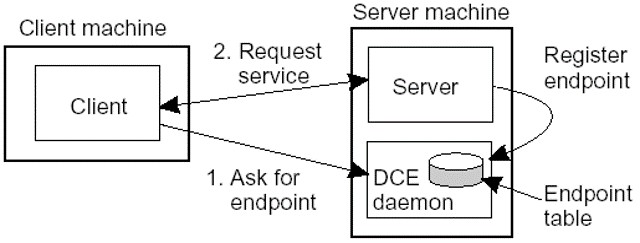 Client machine
Server machine
2. Request
service
Register
endpoint
Client
Server
1. Ask for
endpoint
DCE
daemon
Endpoint
table